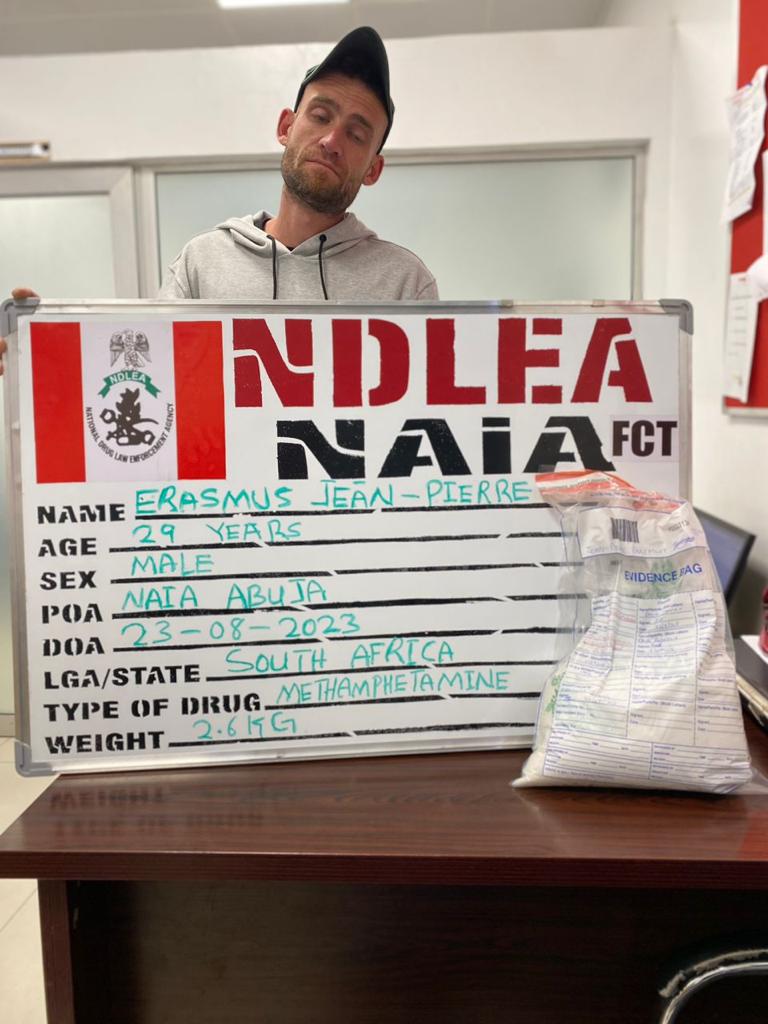 NDLEA
NDLEA
NATIONAL DRUG LAW ENFORCEMENT AGENCY
NAiA FCT
NAME ERASMUS JEAN-PIERRE
AGE 29 YEARS
SEX MALE
POA NAIA ABUJA
DOA 23-08-2023
LGA/STATE SOUTH AFRICA
TYPE OF DRUG METHAMPHETAMINE
WEIGHT 2.6KG
EVIDENCE BAG